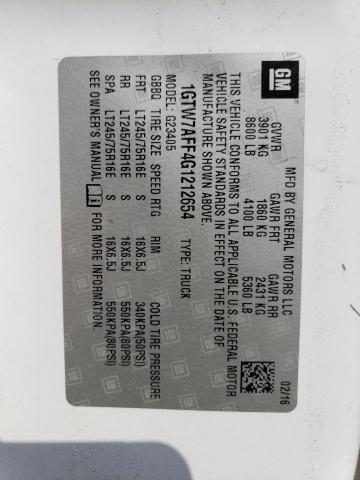 GM
MFD BY GENERAL MOTORS LLC 02/16
GVWR GAWR FRT GAWR RR
3901 KG 1860 KG 2431 KG
8600 LB 4100 LB 5360 LB
THIS VEHICLE CONFORMS TO ALL APPLICABLE U.S. FEDERAL MOTOR
VEHICLE SAFETY STANDARDS IN EFFECT ON THE DATE OF
MANUFACTURE SHOWN ABOVE.
1GTW7AFF4G1212654 TYPE: TRUCK
MODEL: G23405
GBBQ TIRE SIZE SPEED RTG RIM COLD TIRE PRESSURE
FRT LT245/75R16E S 16X6.5J 340KPA(50PSI)
RR LT245/75R16E S 16X6.5J 550KPA(80PSI)
SPA LT245/75R16E S 16X6.5J 550KPA(80PSI)
SEE OWNER'S MANUAL i FOR MORE INFORMATION.